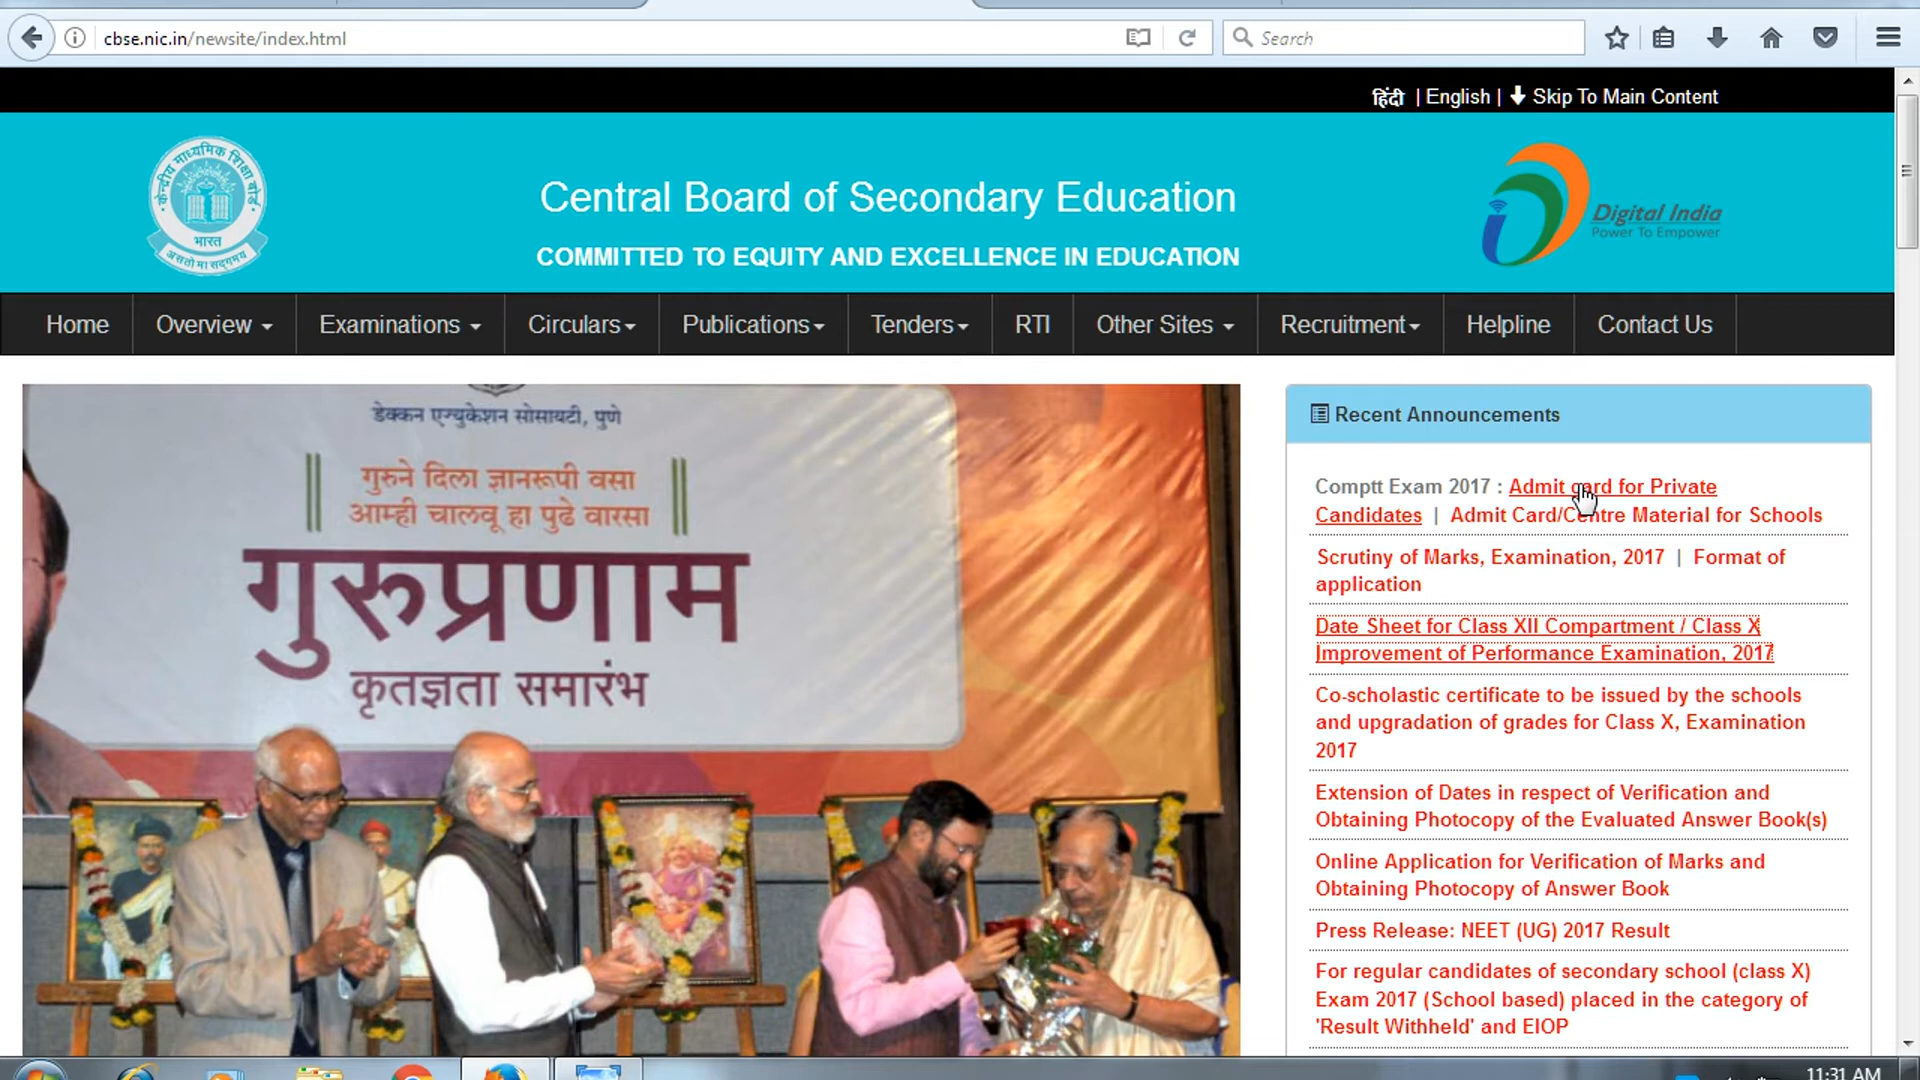 cbse.nic.in/newsite/index.html
Search
हिंदी | English | Skip To Main Content
केन्द्रीय माध्यमिक शिक्षा बोर्ड
भारत
असतो मा सद्गमय
Central Board of Secondary Education
COMMITTED TO EQUITY AND EXCELLENCE IN EDUCATION
Digital India
Power To Empower
Home Overview Examinations Circulars Publications Tenders RTI Other Sites Recruitment Helpline Contact Us
डेक्कन एज्युकेशन सोसायटी, पुणे
गुरुने दिला ज्ञानरूपी वसा
आम्ही चालवू हा पुढे वारसा
गुरुप्रणाम
कृतज्ञता समारंभ
Recent Announcements
Comptt Exam 2017 : Admit card for Private
Candidates | Admit Card/Centre Material for Schools
Scrutiny of Marks, Examination, 2017 | Format of
application
Date Sheet for Class XII Compartment / Class X
Improvement of Performance Examination, 2017
Co-scholastic certificate to be issued by the schools
and upgradation of grades for Class X, Examination
2017
Extension of Dates in respect of Verification and
Obtaining Photocopy of the Evaluated Answer Book(s)
Online Application for Verification of Marks and
Obtaining Photocopy of Answer Book
Press Release: NEET (UG) 2017 Result
For regular candidates of secondary school (class X)
Exam 2017 (School based) placed in the category of
'Result Withheld' and EIOP
11:31 AM